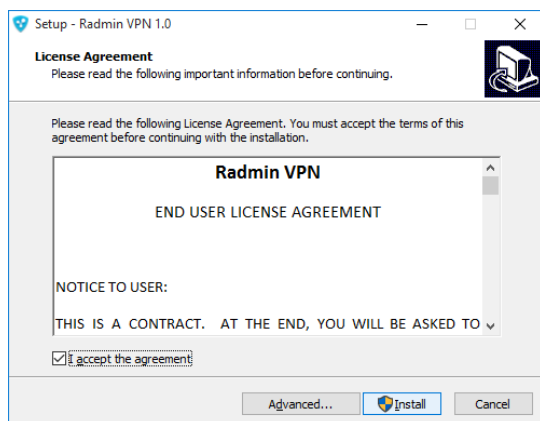 Setup - Radmin VPN 1.0
License Agreement
Please read the following important information before continuing.
Please read the following License Agreement. You must accept the terms of this
agreement before continuing with the installation.
Radmin VPN
END USER LICENSE AGREEMENT
NOTICE TO USER:
THIS IS A CONTRACT. AT THE END, YOU WILL BE ASKED TO
I accept the agreement
Advanced...
Install
Cancel